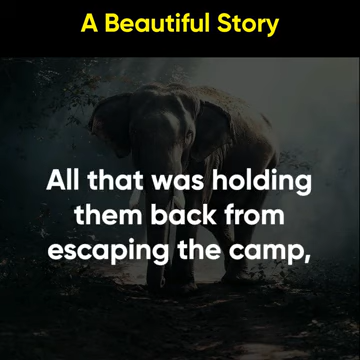 A Beautiful Story
All that was holding
them back from
escaping the camp,